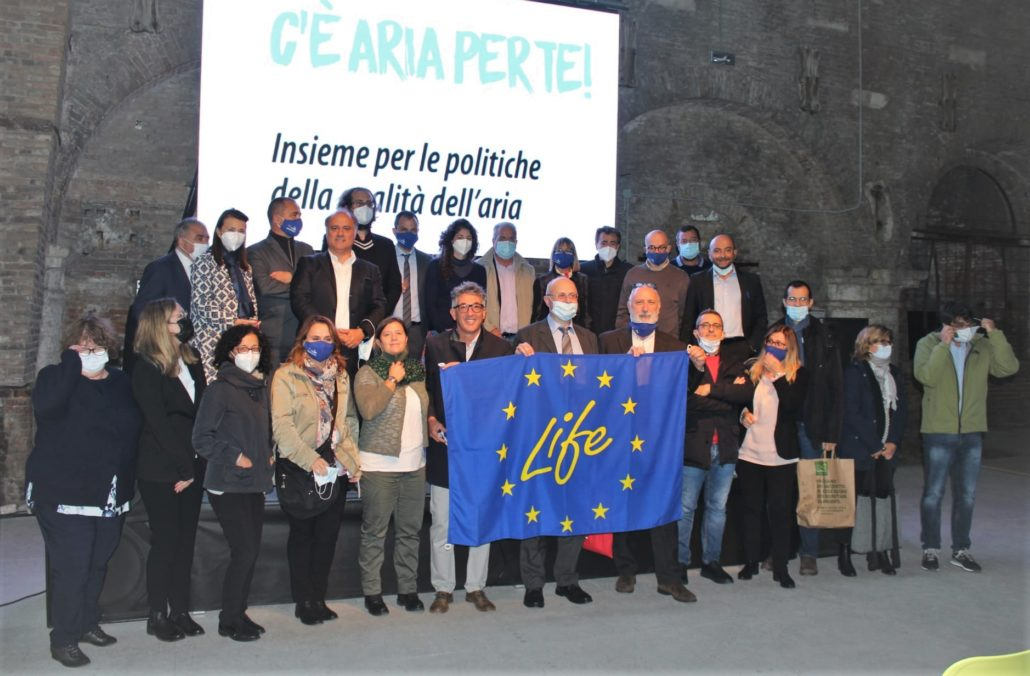 C'È ARIA PER TE!
Insieme per le politiche
della qualità dell'aria
Life